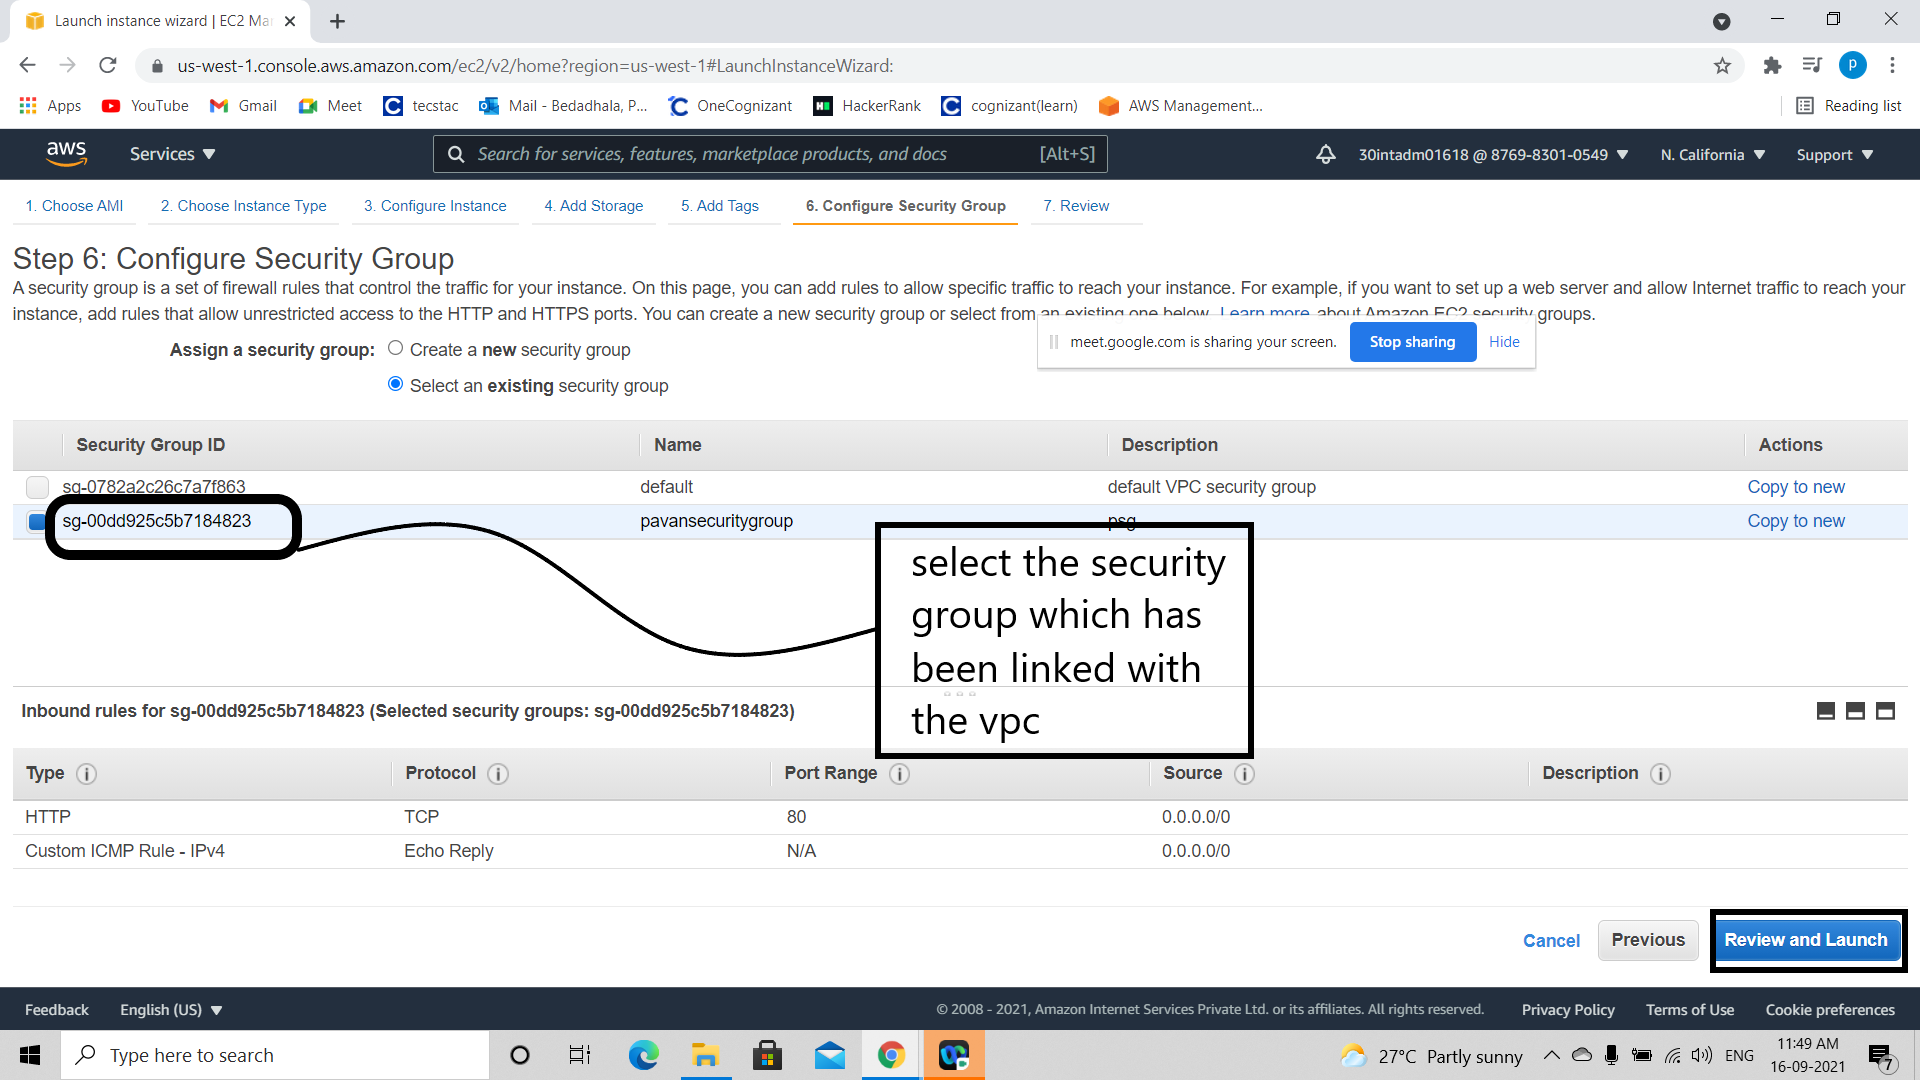 Launch instance wizard | EC2 Mar
us-west-1.console.aws.amazon.com/ec2/v2/home?region=us-west-1#LaunchInstanceWizard:
P
Apps YouTube Gmail Meet tecstac Mail - Bedadhala, P... OneCognizant HackerRank cognizant(learn) AWS Management... Reading list
aws Services Search for services, features, marketplace products, and docs [Alt+S] 30intadm01618 @ 8769-8301-0549 N. California Support
1. Choose AMI 2. Choose Instance Type 3. Configure Instance 4. Add Storage 5. Add Tags 6. Configure Security Group 7. Review
Step 6: Configure Security Group
A security group is a set of firewall rules that control the traffic for your instance. On this page, you can add rules to allow specific traffic to reach your instance. For example, if you want to set up a web server and allow Internet traffic to reach your
instance, add rules that allow unrestricted access to the HTTP and HTTPS ports. You can create a new security group or select from an existing one below. Learn more about Amazon EC2 security groups.
meet.google.com is sharing your screen. Stop sharing Hide
Assign a security group: Create a new security group
Select an existing security group
Security Group ID Name Description Actions
sg-0782a2c26c7a7f863 default default VPC security group Copy to new
sg-00dd925c5b7184823 pavansecuritygroup psg Copy to new
select the security
group which has
been linked with
the vpc
Inbound rules for sg-00dd925c5b7184823 (Selected security groups: sg-00dd925c5b7184823)
Type Protocol Port Range Source Description
HTTP TCP 80 0.0.0.0/0
Custom ICMP Rule - IPv4 Echo Reply N/A 0.0.0.0/0
Cancel Previous Review and Launch
Feedback English (US) © 2008 - 2021, Amazon Internet Services Private Ltd. or its affiliates. All rights reserved. Privacy Policy Terms of Use Cookie preferences
Type here to search 27°C Partly sunny ENG 11:49 AM
16-09-2021 7